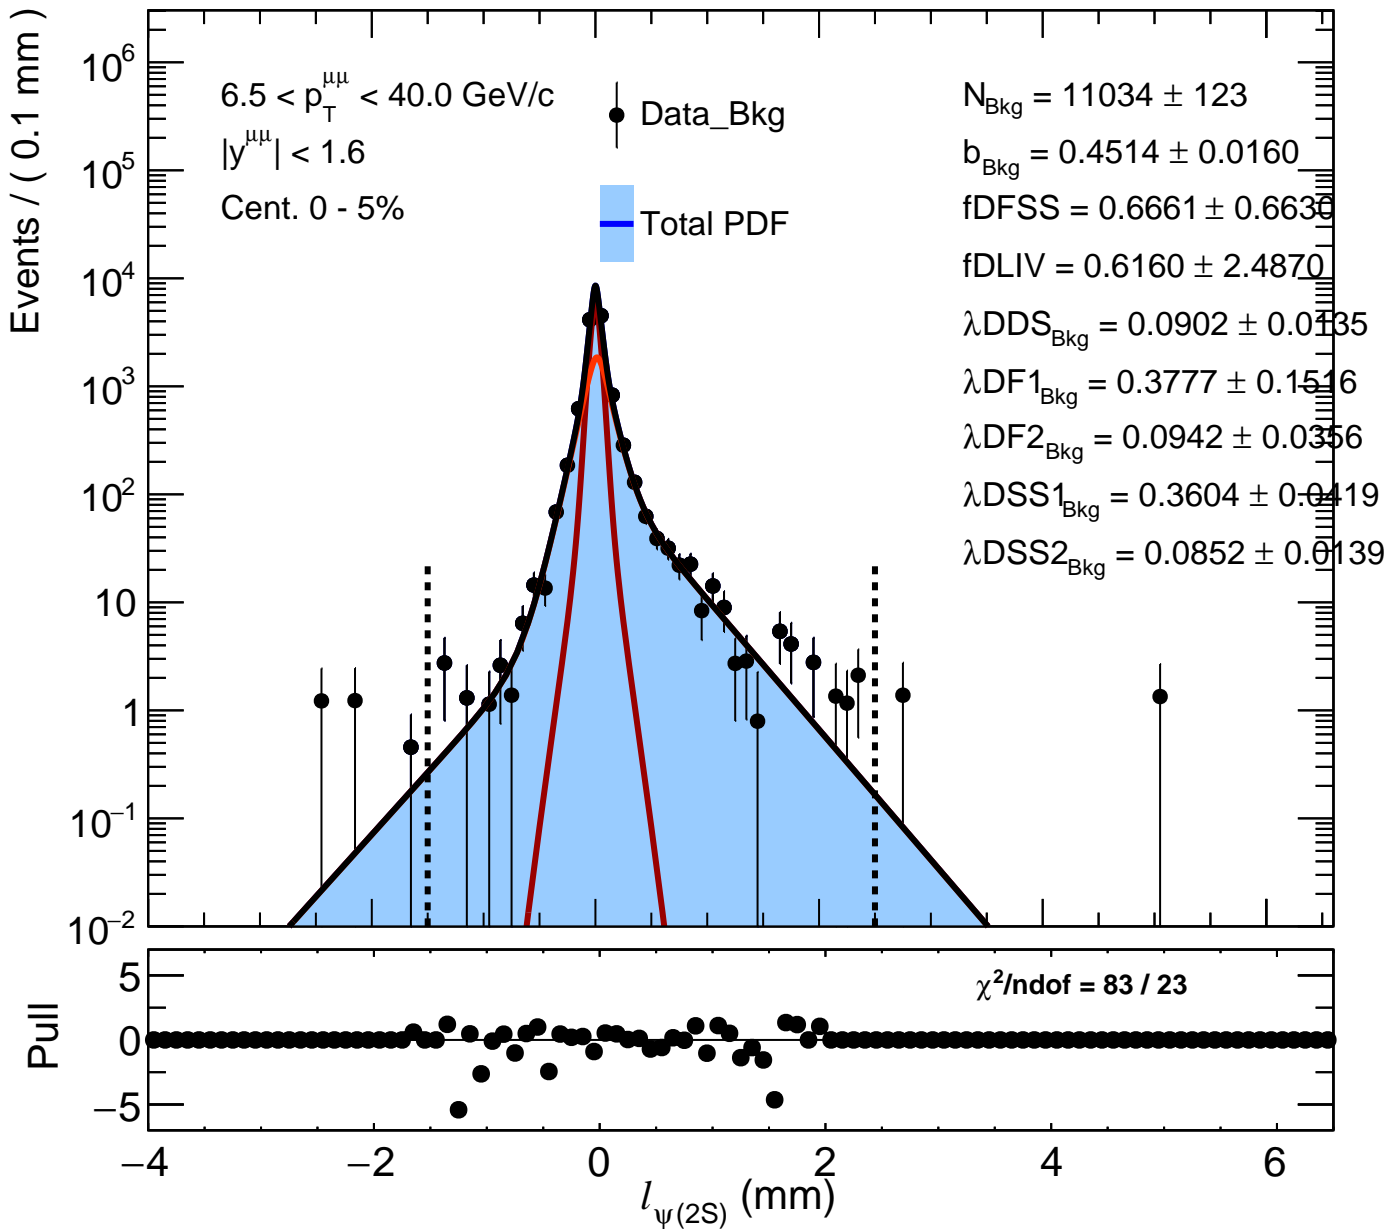 6.5 < p_T^μμ < 40.0 GeV/c
|y^μμ| < 1.6
Cent. 0 - 5%
Data_Bkg
Total PDF
N_Bkg = 11034 ± 123
b_Bkg = 0.4514 ± 0.0160
fDFSS = 0.6661 ± 0.6630
fDLIV = 0.6160 ± 2.4870
λDDS_Bkg = 0.0902 ± 0.0135
λDF1_Bkg = 0.3777 ± 0.1516
λDF2_Bkg = 0.0942 ± 0.0356
λDSS1_Bkg = 0.3604 ± 0.0419
λDSS2_Bkg = 0.0852 ± 0.0139
Events / ( 0.1 mm )
10^6
10^5
10^4
10^3
10^2
10
1
10^−1
10^−2
χ²/ndof = 83 / 23
Pull
5
0
−5
−4 −2 0 2 4 6
l_ψ(2S) (mm)